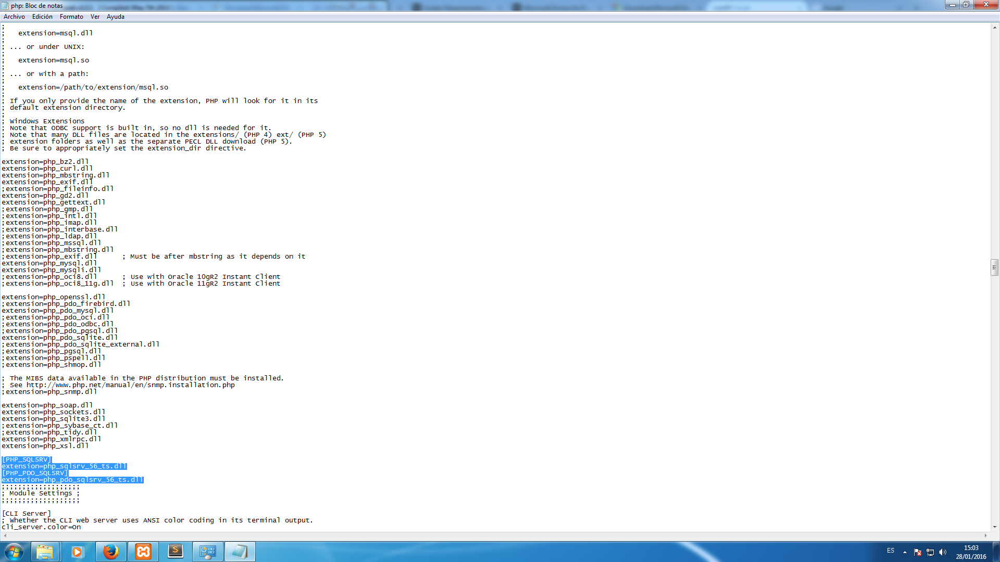 php: Bloc de notas
Archivo Edición Formato Ver Ayuda
;
;   extension=msql.dll
;
; ... or under UNIX:
;
;   extension=msql.so
;
; ... or with a path:
;
;   extension=/path/to/extension/msql.so
;
; If you only provide the name of the extension, PHP will look for it in its
; default extension directory.
;
; Windows Extensions
; Note that ODBC support is built in, so no dll is needed for it.
; Note that many DLL files are located in the extensions/ (PHP 4) ext/ (PHP 5)
; extension folders as well as the separate PECL DLL download (PHP 5).
; Be sure to appropriately set the extension_dir directive.
extension=php_bz2.dll
extension=php_curl.dll
extension=php_mbstring.dll
extension=php_exif.dll
;extension=php_fileinfo.dll
extension=php_gd2.dll
extension=php_gettext.dll
;extension=php_gmp.dll
;extension=php_intl.dll
;extension=php_imap.dll
;extension=php_interbase.dll
;extension=php_ldap.dll
;extension=php_mssql.dll
;extension=php_mbstring.dll
;extension=php_exif.dll      ; Must be after mbstring as it depends on it
extension=php_mysql.dll
extension=php_mysqli.dll
;extension=php_oci8.dll      ; Use with Oracle 10gR2 Instant Client
;extension=php_oci8_11g.dll  ; Use with Oracle 11gR2 Instant Client
extension=php_openssl.dll
;extension=php_pdo_firebird.dll
extension=php_pdo_mysql.dll
;extension=php_pdo_oci.dll
;extension=php_pdo_odbc.dll
;extension=php_pdo_pgsql.dll
extension=php_pdo_sqlite.dll
;extension=php_pdo_sqlite_external.dll
;extension=php_pgsql.dll
;extension=php_pspell.dll
;extension=php_shmop.dll
; The MIBS data available in the PHP distribution must be installed.
; See http://www.php.net/manual/en/snmp.installation.php
;extension=php_snmp.dll
extension=php_soap.dll
extension=php_sockets.dll
extension=php_sqlite3.dll
;extension=php_sybase_ct.dll
;extension=php_tidy.dll
extension=php_xmlrpc.dll
extension=php_xsl.dll
[PHP_SQLSRV]
extension=php_sqlsrv_56_ts.dll
[PHP_PDO_SQLSRV]
extension=php_pdo_sqlsrv_56_ts.dll
;;;;;;;;;;;;;;;;;;;
; Module Settings ;
;;;;;;;;;;;;;;;;;;;
[CLI Server]
; Whether the CLI web server uses ANSI color coding in its terminal output.
cli_server.color=On
ES
15:03
28/01/2016